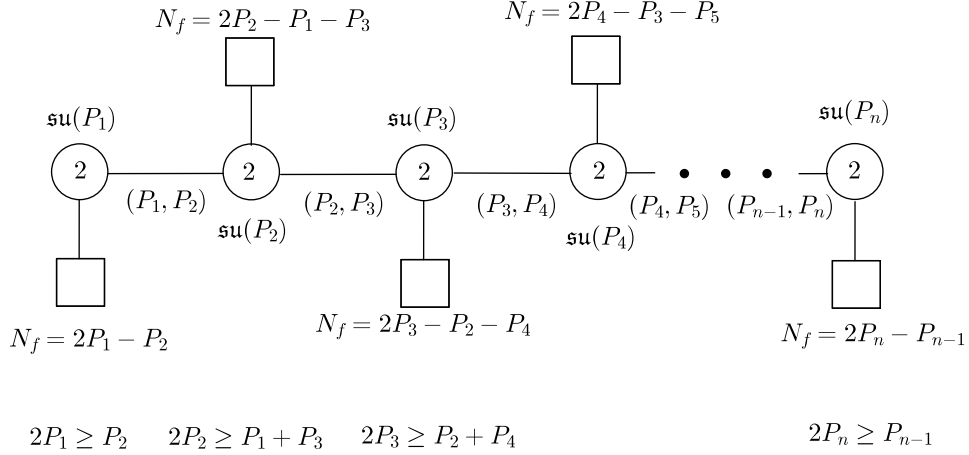 N_f = 2P_2 − P_1 − P_3
N_f = 2P_4 − P_3 − P_5
𝔰𝔲(P_1)
𝔰𝔲(P_3)
𝔰𝔲(P_n)
2
2
2
2
2
(P_1, P_2)
(P_2, P_3)
(P_3, P_4)
(P_4, P_5)
(P_{n−1}, P_n)
𝔰𝔲(P_2)
𝔰𝔲(P_4)
N_f = 2P_1 − P_2
N_f = 2P_3 − P_2 − P_4
N_f = 2P_n − P_{n−1}
2P_1 ≥ P_2
2P_2 ≥ P_1 + P_3
2P_3 ≥ P_2 + P_4
2P_n ≥ P_{n−1}